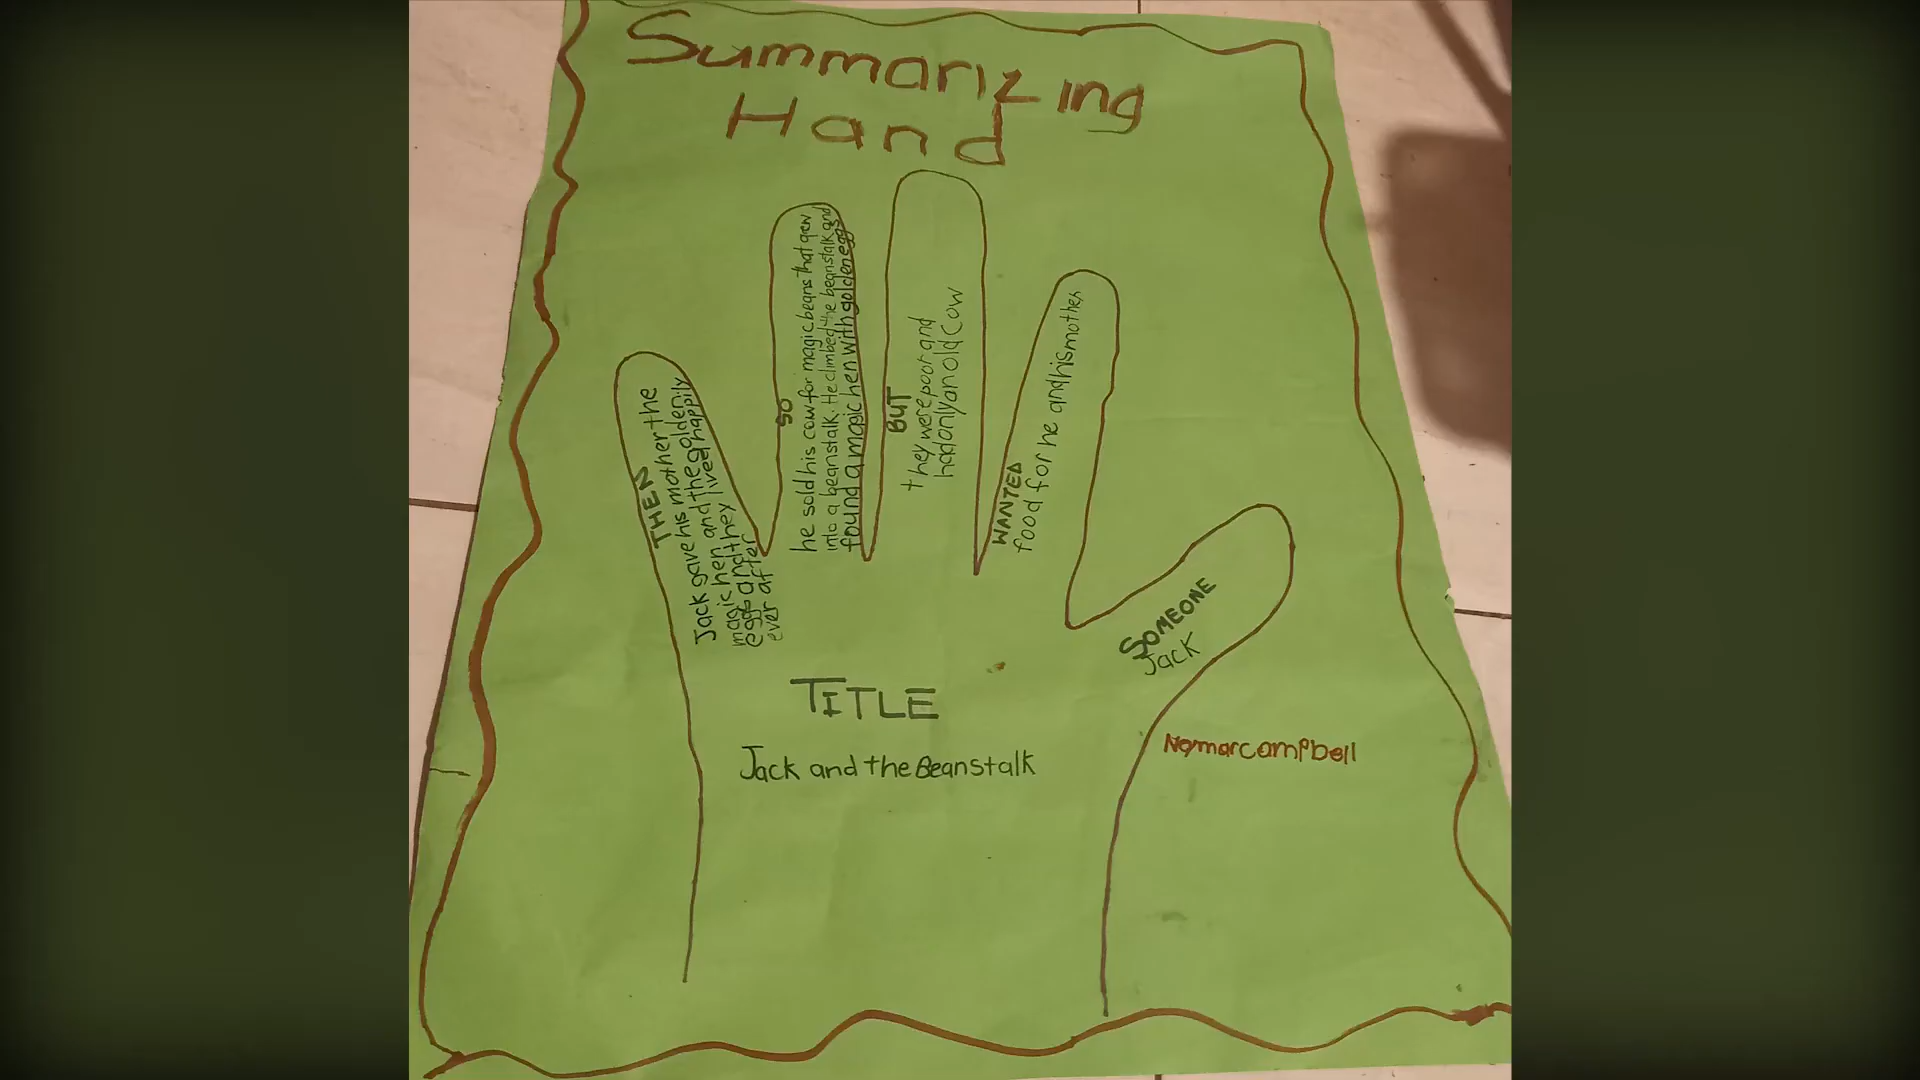 Summarizing
Hand
THEN
Jack gave his mother the
magic hen and the golden
eggs and they lived happily
ever after
SO
he sold his cow for magic beans that grew
into a beanstalk. He climbed the beanstalk and
found a magic hen with golden eggs
BUT
they were poor and
had only an old cow
WANTED
food for he and his mother
SOMEONE
Jack
TITLE
Jack and the Beanstalk
Neymar campbell